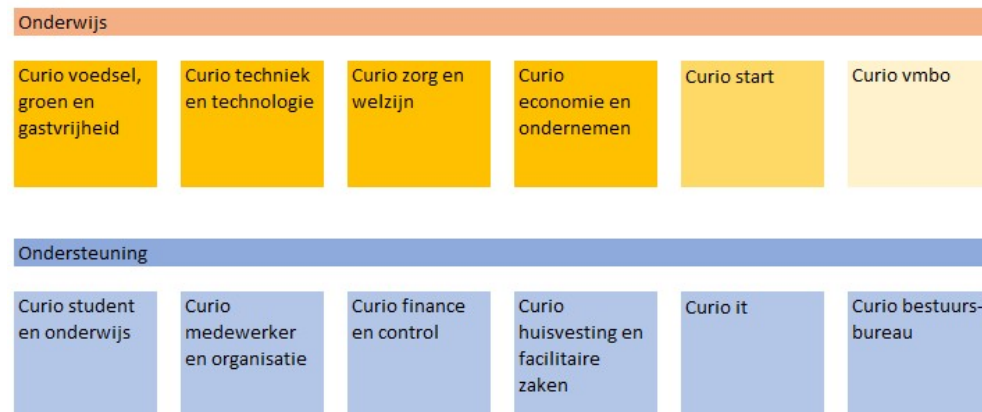 Onderwijs
Curio voedsel,
groen en
gastvrijheid
Curio techniek
en technologie
Curio zorg en
welzijn
Curio
economie en
ondernemen
Curio start
Curio vmbo
Ondersteuning
Curio student
en onderwijs
Curio
medewerker
en organisatie
Curio finance
en control
Curio
huisvesting en
facilitaire
zaken
Curio it
Curio bestuurs-
bureau